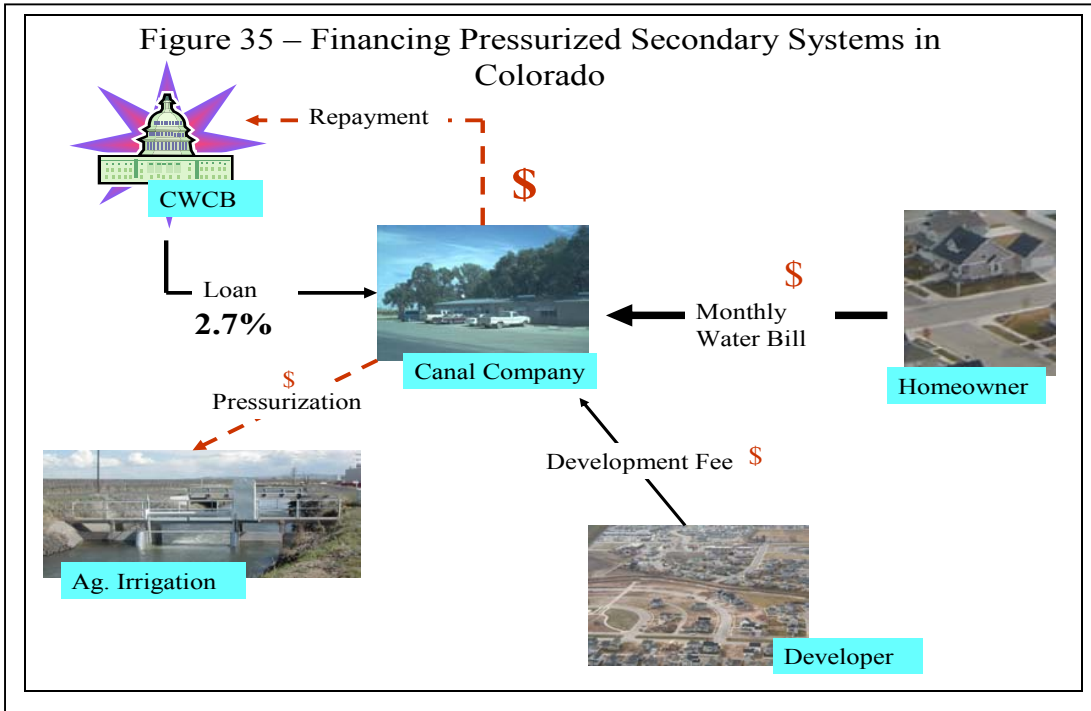 Figure 35 – Financing Pressurized Secondary Systems in
Colorado
Repayment
$
CWCB
Loan
2.7%
$
Monthly
Water Bill
Canal Company
Homeowner
$
Pressurization
Development Fee $
Ag. Irrigation
Developer